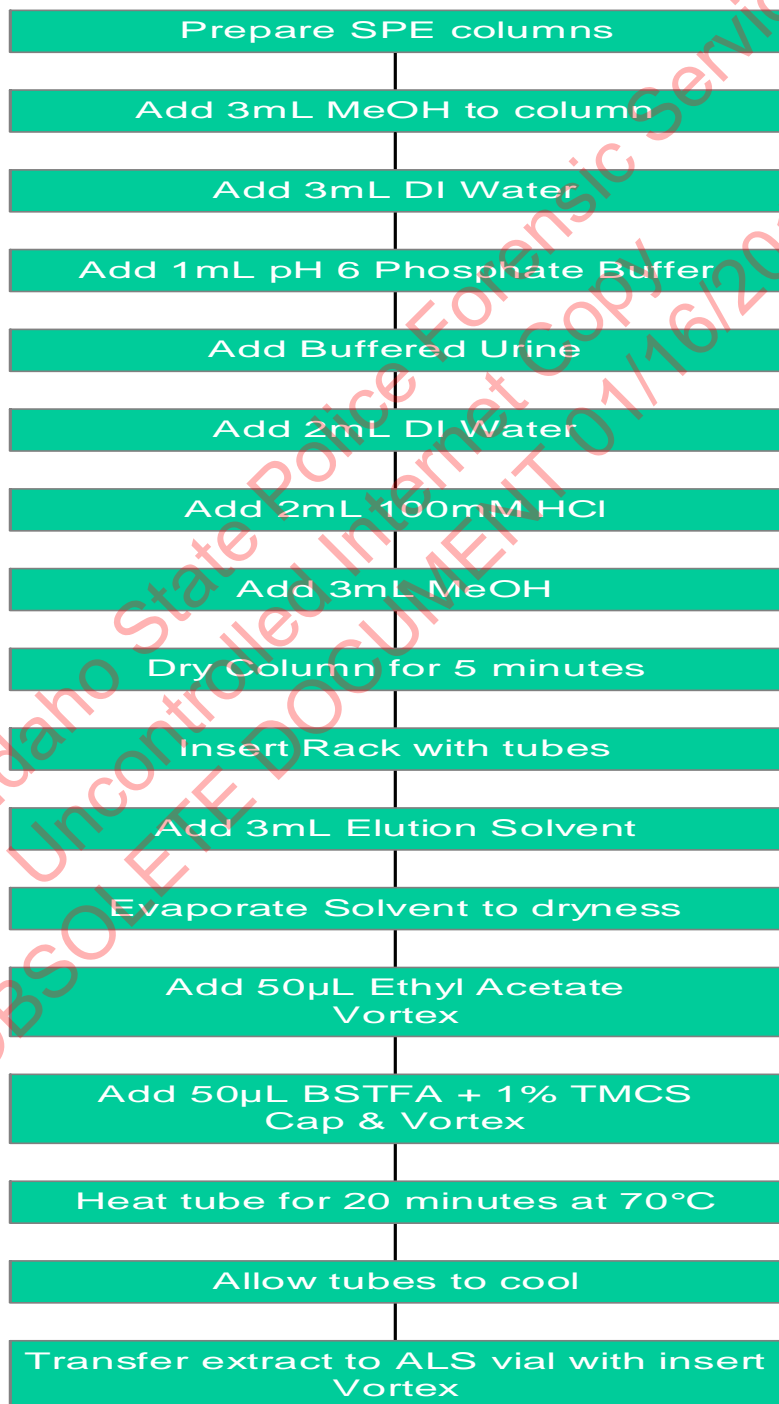 Prepare SPE columns
Add 3mL MeOH to column
Add 3mL DI Water
Add 1mL pH 6 Phosphate Buffer
Add Buffered Urine
Add 2mL DI Water
Add 2mL 100mM HCl
Add 3mL MeOH
Dry Column for 5 minutes
Insert Rack with tubes
Add 3mL Elution Solvent
Evaporate Solvent to dryness
Add 50µL Ethyl Acetate
Vortex
Add 50µL BSTFA + 1% TMCS
Cap & Vortex
Heat tube for 20 minutes at 70°C
Allow tubes to cool
Transfer extract to ALS vial with insert
Vortex
Idaho State Police Forensic
Uncontrolled Internet Copy
OBSOLETE DOCUMENT